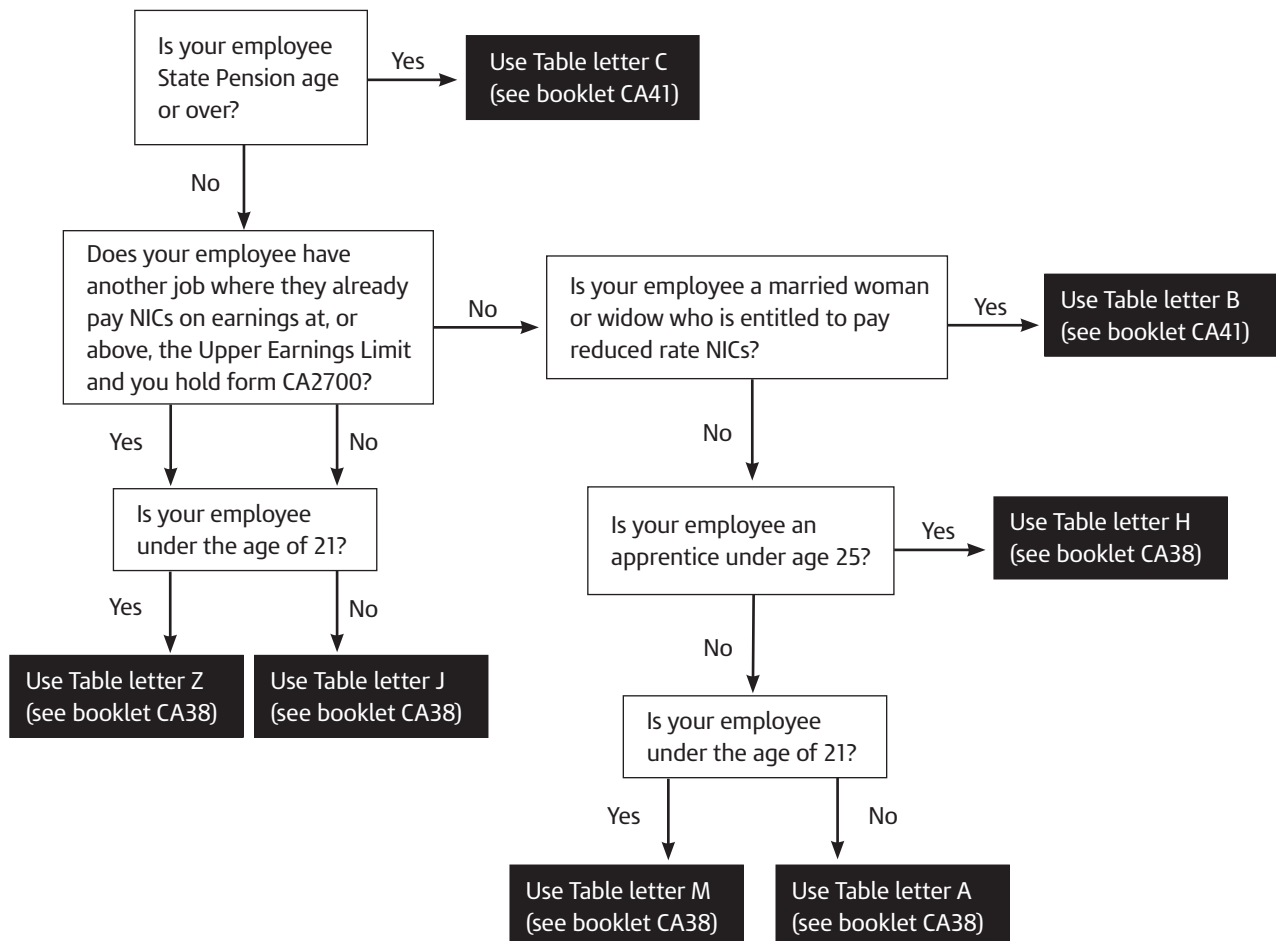 Is your employee
State Pension age
or over?
Yes
Use Table letter C
(see booklet CA41)
No
Does your employee have
another job where they already
pay NICs on earnings at, or
above, the Upper Earnings Limit
and you hold form CA2700?
No
Is your employee a married woman
or widow who is entitled to pay
reduced rate NICs?
Yes
Use Table letter B
(see booklet CA41)
Yes
No
No
Is your employee
under the age of 21?
Is your employee an
apprentice under age 25?
Yes
Use Table letter H
(see booklet CA38)
Yes
No
No
Use Table letter Z
(see booklet CA38)
Use Table letter J
(see booklet CA38)
Is your employee
under the age of 21?
Yes
No
Use Table letter M
(see booklet CA38)
Use Table letter A
(see booklet CA38)